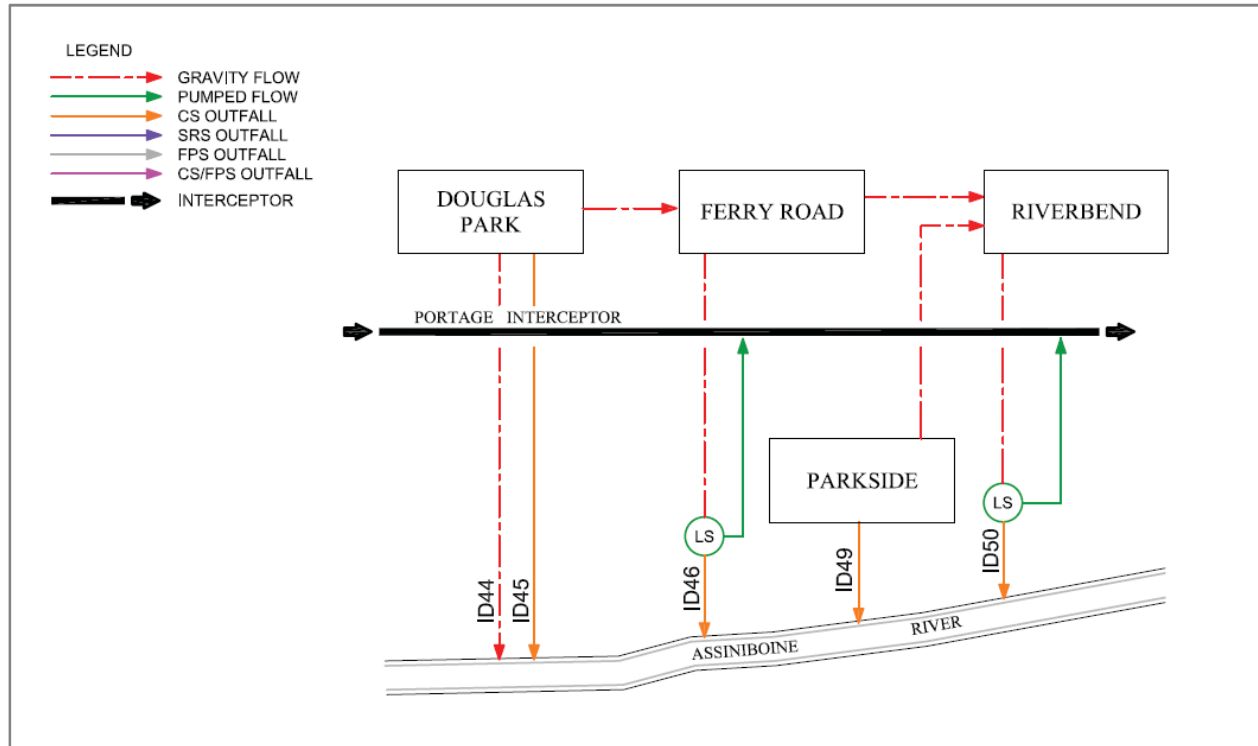 LEGEND
GRAVITY FLOW
PUMPED FLOW
CS OUTFALL
SRS OUTFALL
FPS OUTFALL
CS/FPS OUTFALL
INTERCEPTOR
DOUGLAS
PARK
FERRY ROAD
RIVERBEND
PORTAGE INTERCEPTOR
PARKSIDE
LS
LS
ID44
ID45
ID46
ID49
ID50
ASSINIBOINE
RIVER